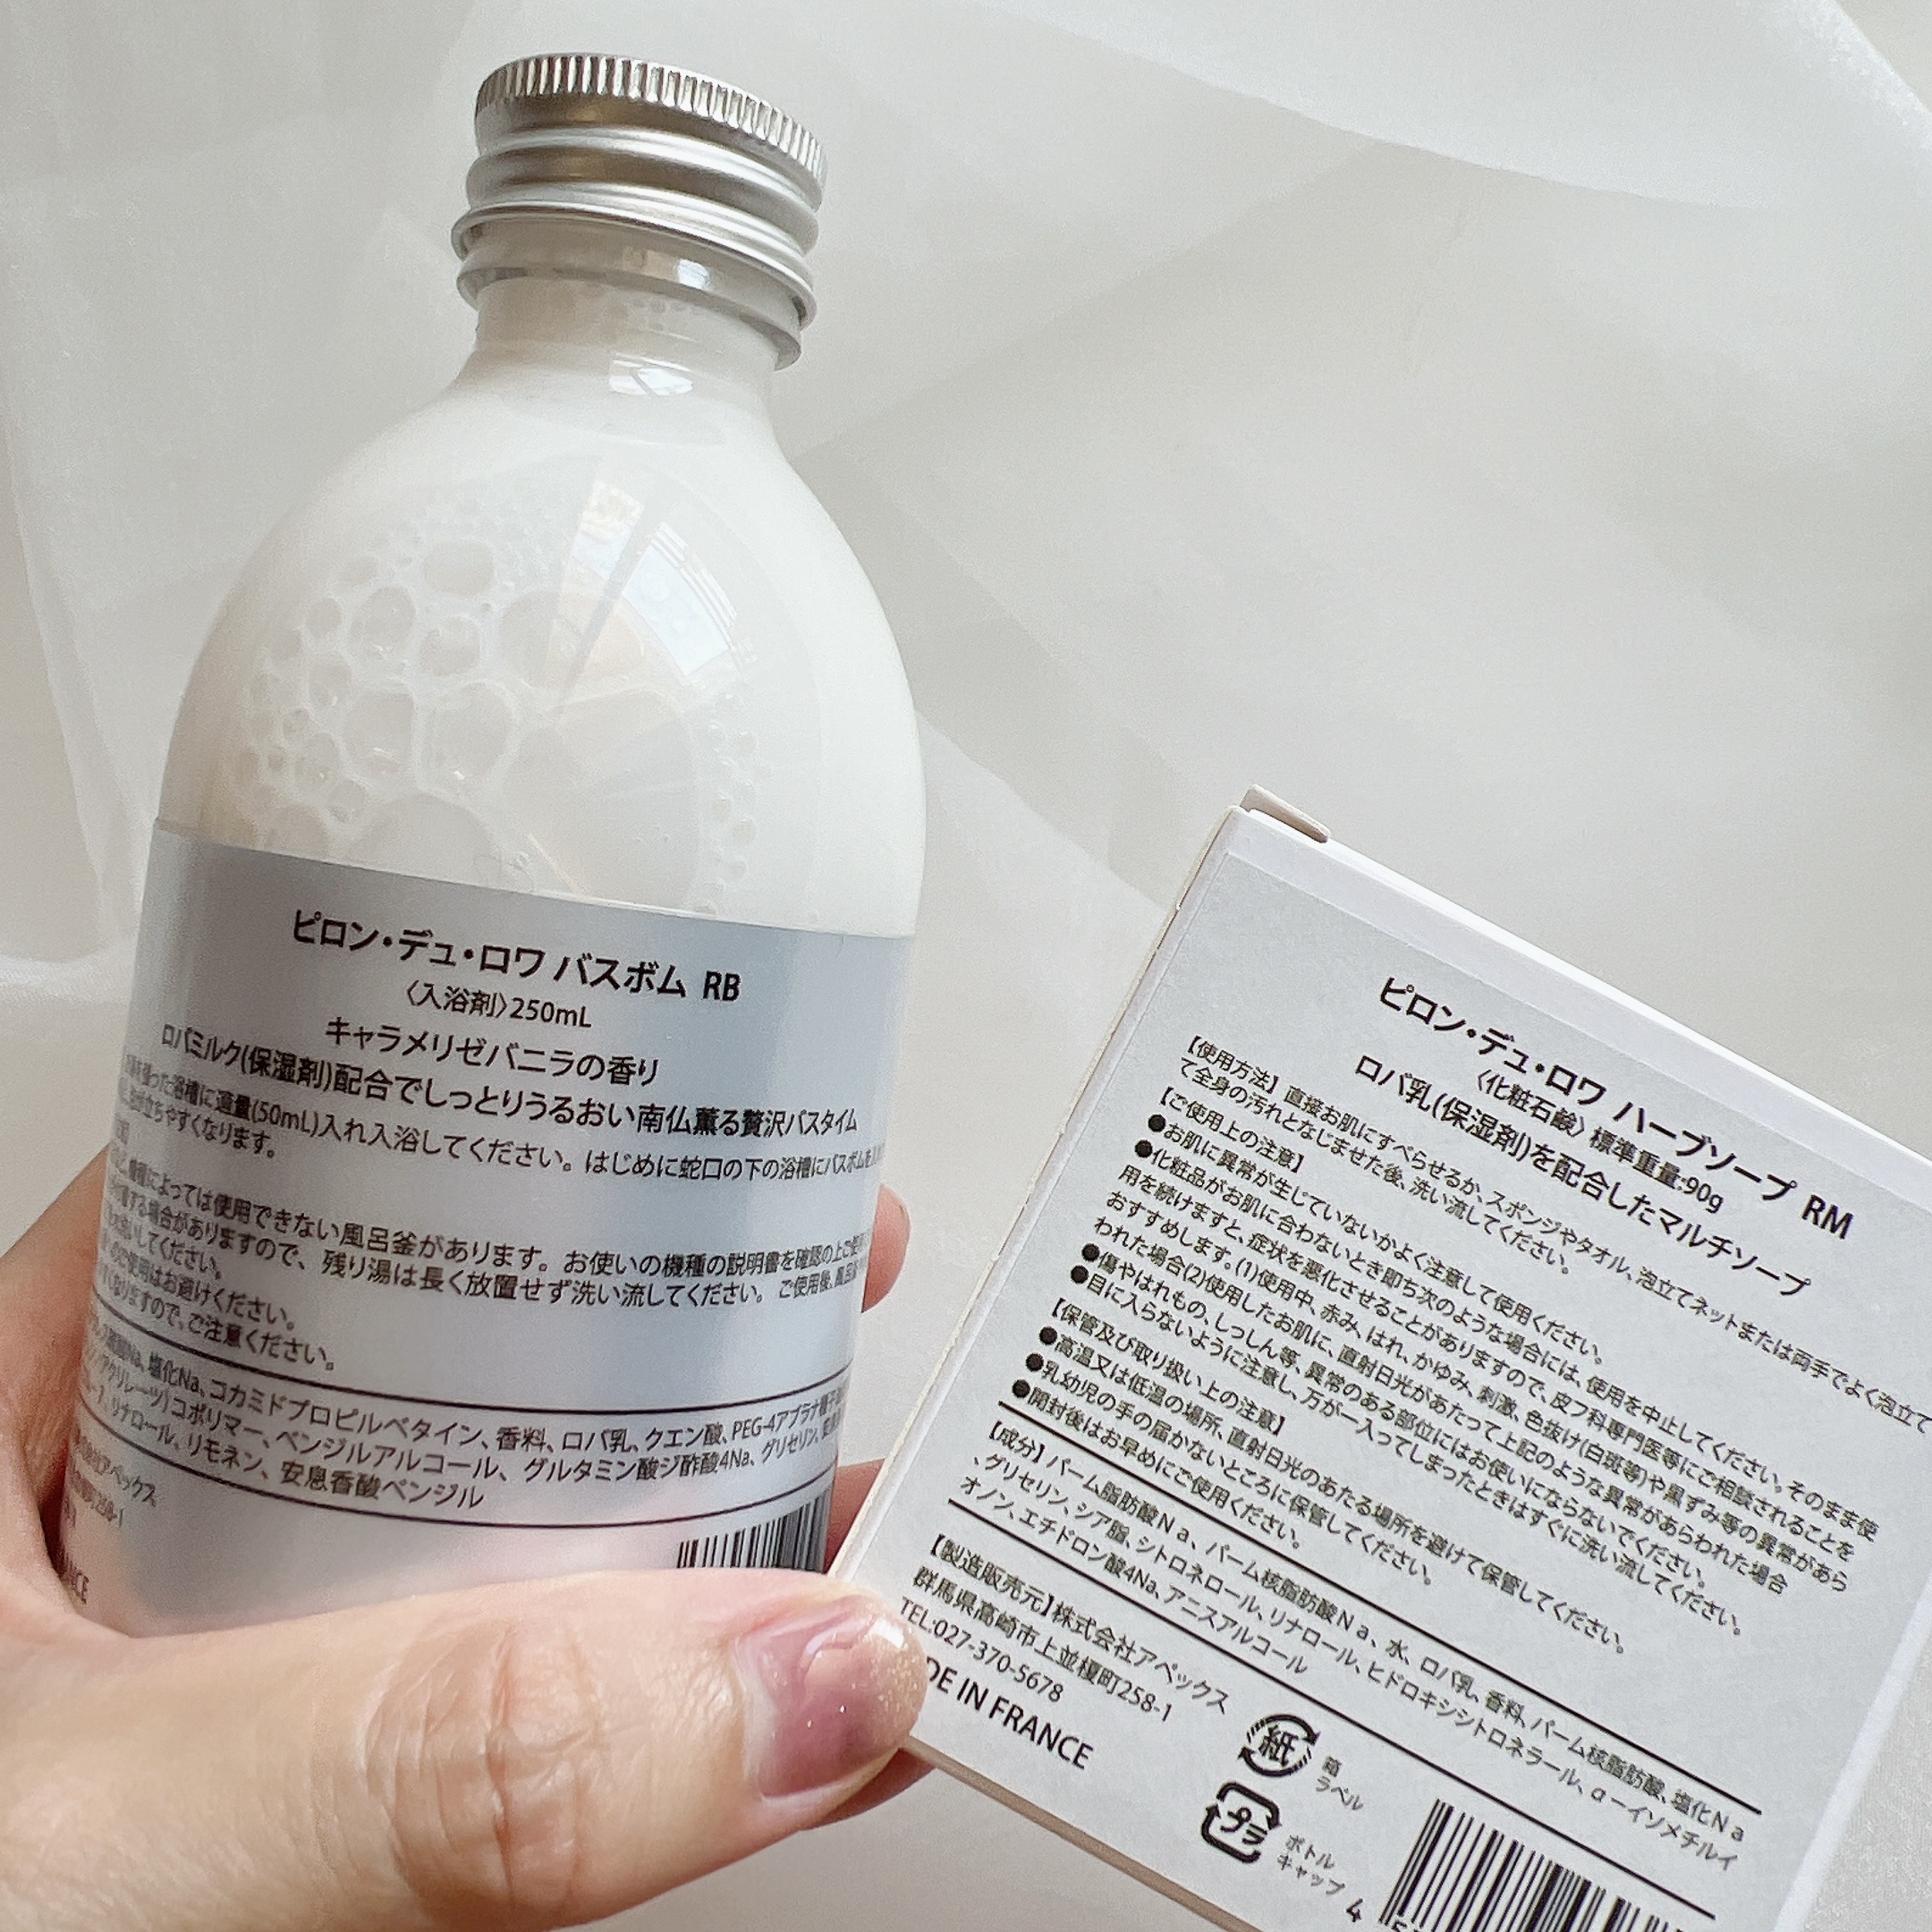 ピロン・デュ・ロワ バスボム RB
〈入浴剤〉250mL
キャラメリゼバニラの香り
ロバミルク(保湿剤)配合でしっとりうるおい南仏薫る贅沢バスタイム
浴槽に適量(50mL)入れ入浴してください。はじめに蛇口の下の浴槽にバスボムを
立ちやすくなります。
機種によっては使用できない風呂釜があります。お使いの機種の説明書を確認の上ご使用
する場合がありますので、残り湯は長く放置せず洗い流してください。ご使用後、風呂
してください。
ご使用はお避けください。
なりますので、ご注意ください。
塩化Na、コカミドプロピルベタイン、香料、ロバ乳、クエン酸、PEG-4アブラナ種子
アクリレーツ)コポリマー、ベンジルアルコール、グルタミン酸ジ酢酸4Na、グリセリン、
リナロール、リモネン、安息香酸ベンジル
アペックス
258-1
NCE
ピロン・デュ・ロワ ハーブソープ RM
〈化粧石鹸〉標準重量:90g
ロバ乳(保湿剤)を配合したマルチソープ
【使用方法】直接お肌にすべらせるか、スポンジやタオル、泡立てネットまたは両手でよく泡立て
て全身の汚れとなじませた後、洗い流してください。
【ご使用上の注意】
●お肌に異常が生じていないかよく注意して使用ください。
●化粧品がお肌に合わないとき即ち次のような場合には、使用を中止してください。そのまま使
用を続けますと、症状を悪化させることがありますので、皮フ科専門医等にご相談されることを
おすすめします。(1)使用中、赤み、はれ、かゆみ、刺激、色抜け(白斑等)や黒ずみ等の異常があら
われた場合(2)使用したお肌に、直射日光があたって上記のような異常があらわれた場合
●傷やはれもの、しっしん等、異常のある部位にはお使いにならないでください。
●目に入らないように注意し、万が一入ってしまったときはすぐに洗い流してください。
【保管及び取り扱い上の注意】
●高温又は低温の場所、直射日光のあたる場所を避けて保管してください。
●乳幼児の手の届かないところに保管してください。
●開封後はお早めにご使用ください。
【成分】パーム脂肪酸Na、パーム核脂肪酸Na、水、ロバ乳、香料、パーム核脂肪酸、塩化Na
、グリセリン、シア脂、シトロネロール、リナロール、ヒドロキシシトロネラール、α-イソメチルイ
オノン、エチドロン酸4Na、アニスアルコール
【製造販売元】株式会社アペックス
群馬県高崎市上並榎町258-1
TEL:027-370-5678
DE IN FRANCE
紙
箱
ラベル
プラ
ボトル
キャップ
4